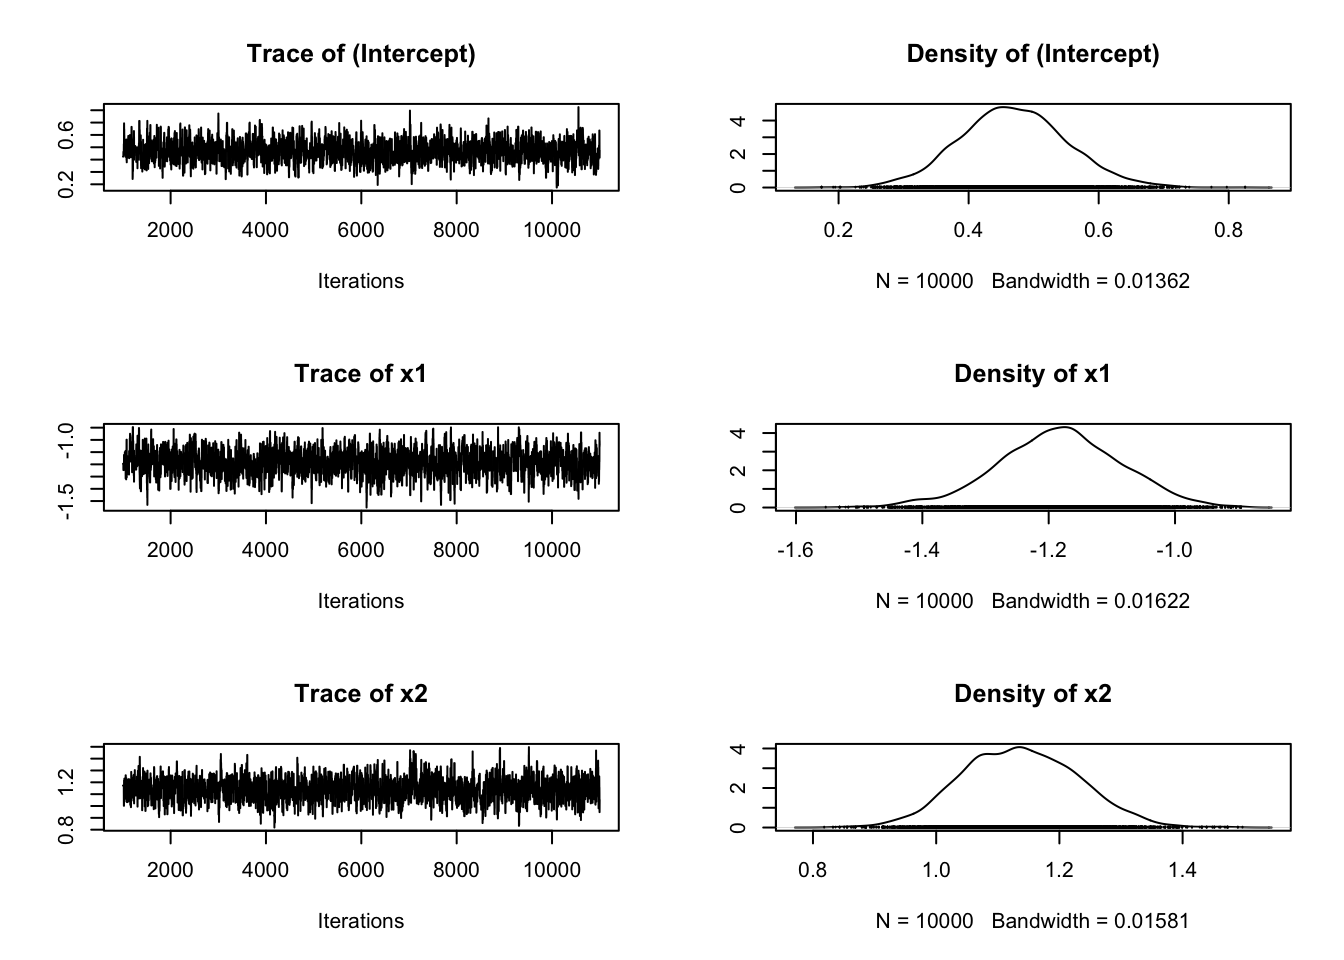 Trace of (Intercept)
0.2 0.6
2000 4000 6000 8000 10000
Iterations
Density of (Intercept)
0 2 4
0.2 0.4 0.6 0.8
N = 10000 Bandwidth = 0.01362
Trace of x1
-1.5 -1.0
2000 4000 6000 8000 10000
Iterations
Density of x1
0 2 4
-1.6 -1.4 -1.2 -1.0
N = 10000 Bandwidth = 0.01622
Trace of x2
0.8 1.2
2000 4000 6000 8000 10000
Iterations
Density of x2
0 2 4
0.8 1.0 1.2 1.4
N = 10000 Bandwidth = 0.01581